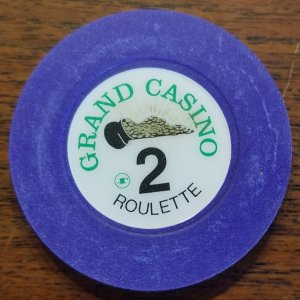 GRAND CASINO
2
ROULETTE